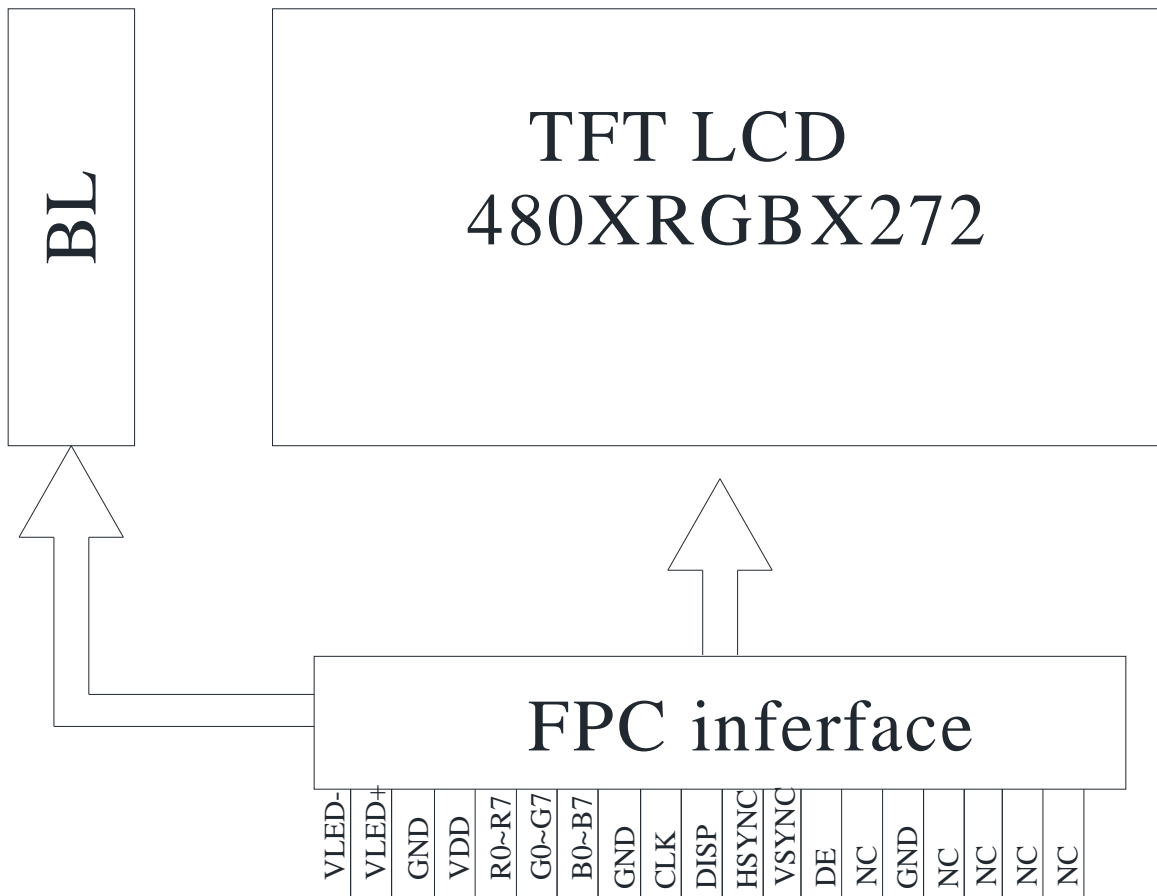 BL
TFT LCD
480XRGBX272
FPC inferface
VLED-
VLED+
GND
VDD
R0~R7
G0~G7
B0~B7
GND
CLK
DISP
HSYNC
VSYNC
DE
NC
GND
NC
NC
NC
NC